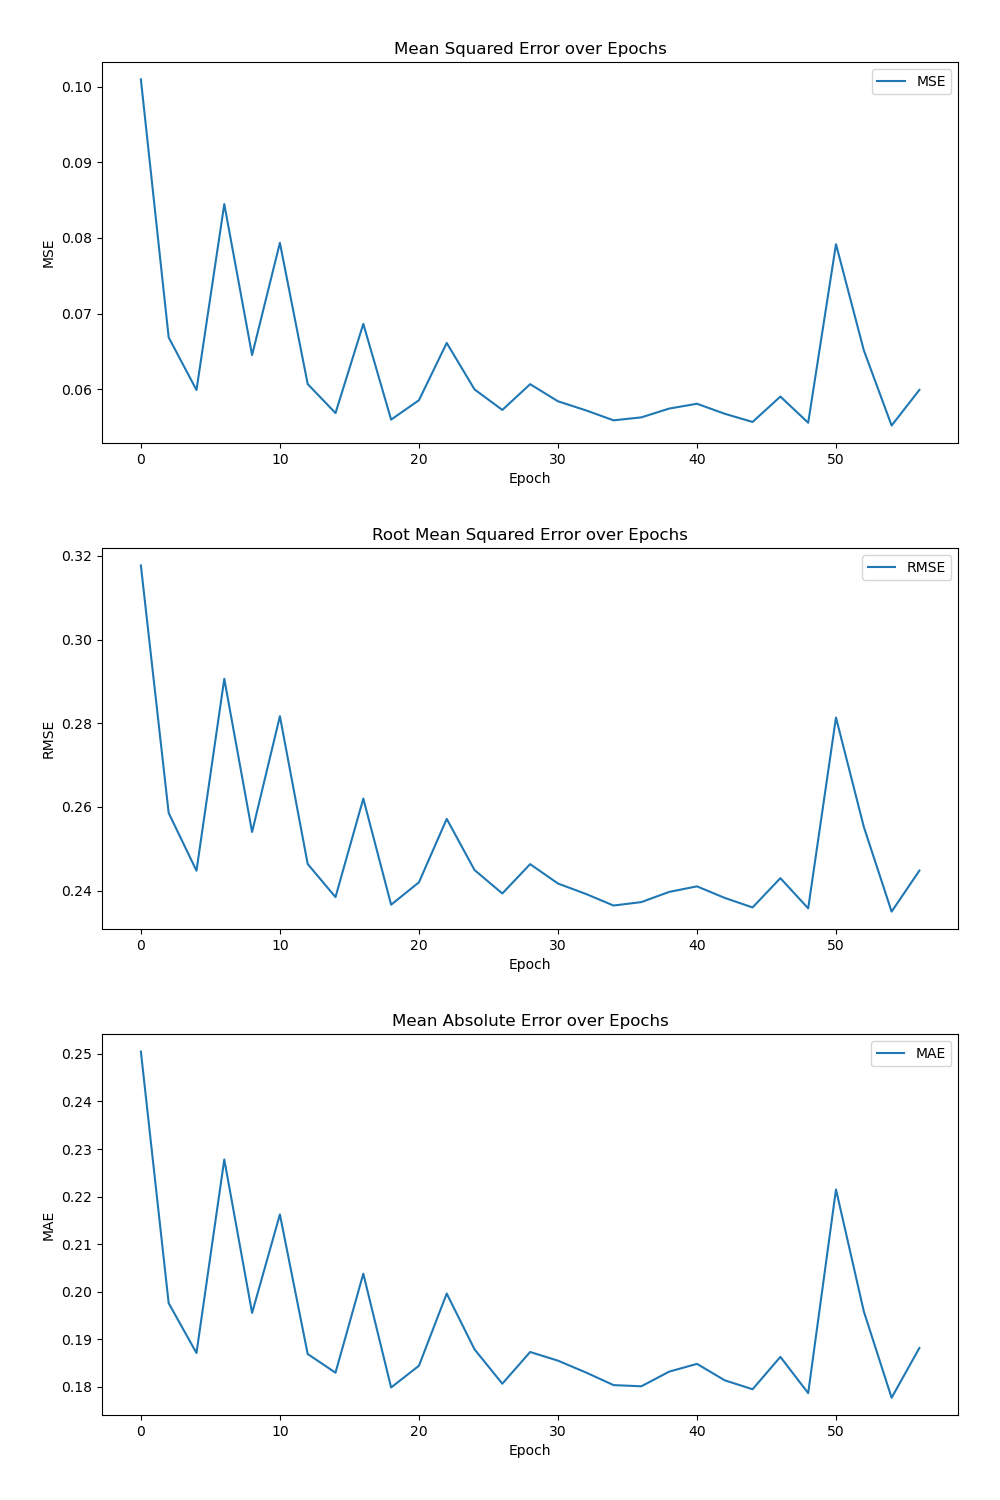 Mean Squared Error over Epochs
MSE
0.10
0.09
0.08
0.07
0.06
MSE
0 10 20 30 40 50
Epoch
Root Mean Squared Error over Epochs
RMSE
0.32
0.30
0.28
0.26
0.24
RMSE
0 10 20 30 40 50
Epoch
Mean Absolute Error over Epochs
MAE
0.25
0.24
0.23
0.22
0.21
0.20
0.19
0.18
MAE
0 10 20 30 40 50
Epoch